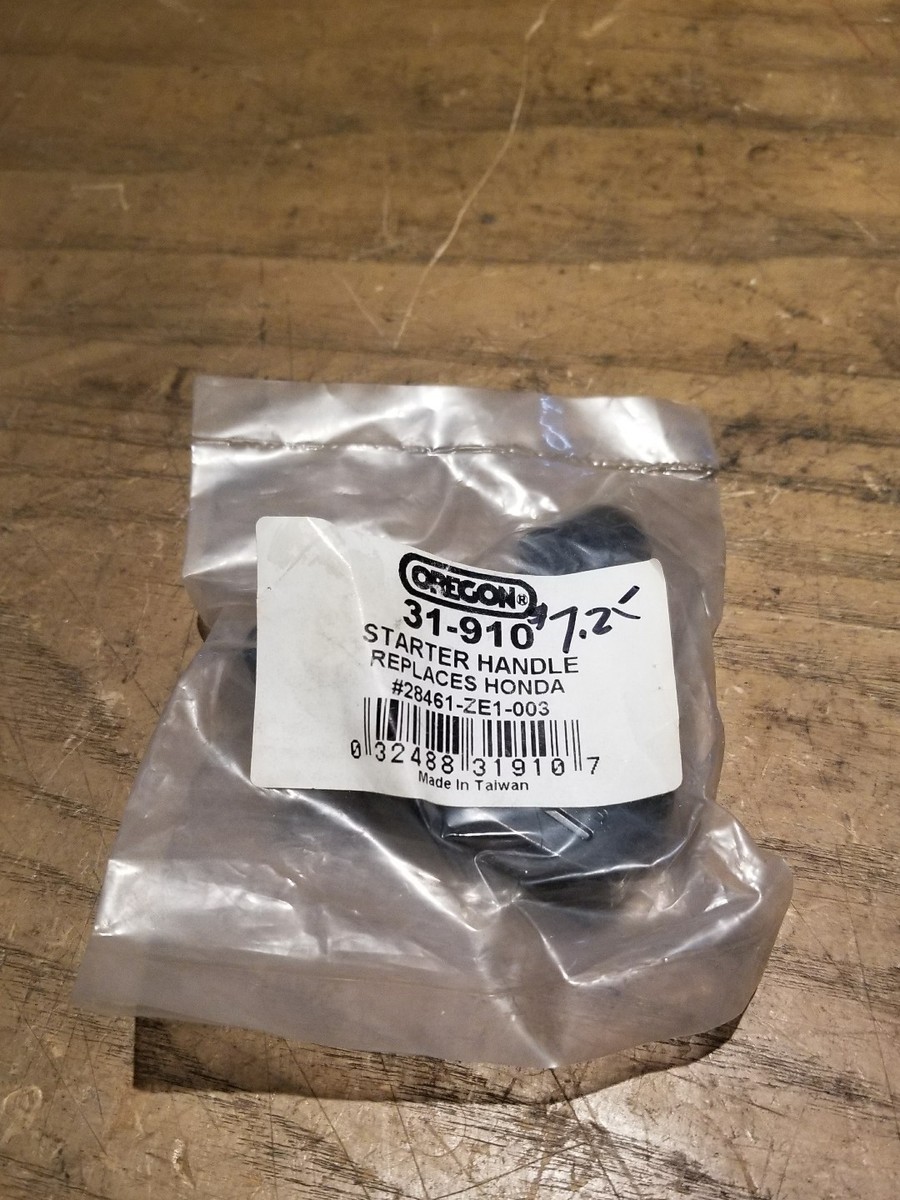 OREGON®
31-910
STARTER HANDLE
REPLACES HONDA
#28461-ZE1-003
0 32488 31910 7
Made In Taiwan